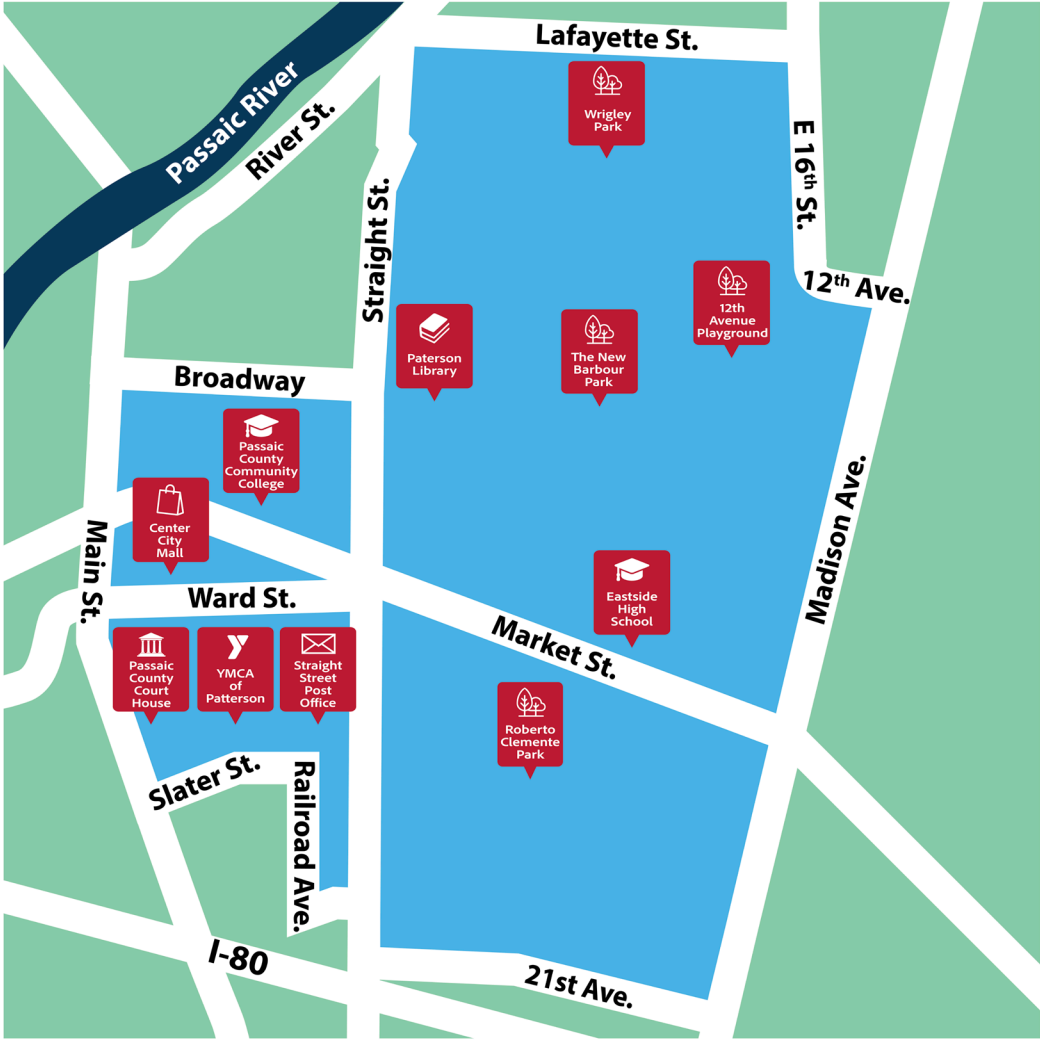 Lafayette St.
Passaic River
River St.
Wrigley
Park
E 16th St.
Straight St.
12th Ave.
12th
Avenue
Playground
Paterson
Library
The New
Barbour
Park
Broadway
Passaic
County
Community
College
Center
City
Mall
Main St.
Madison Ave.
Ward St.
Eastside
High
School
Market St.
Passaic
County
Court
House
YMCA
of
Patterson
Straight
Street
Post
Office
Roberto
Clemente
Park
Slater St.
Railroad Ave.
I-80
21st Ave.